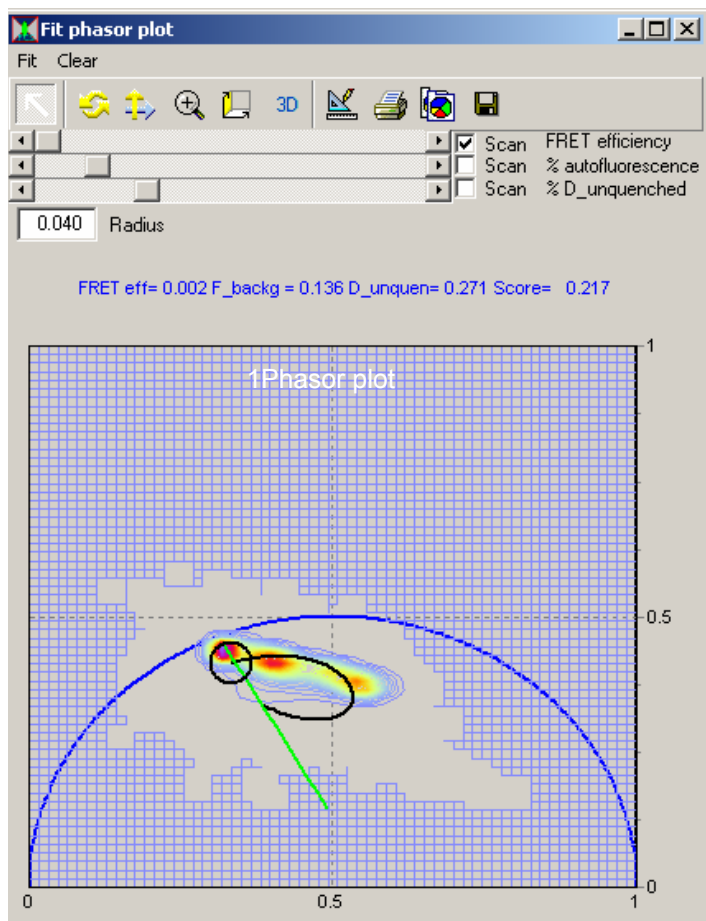 Fit phasor plot
Fit Clear
3D
Scan FRET efficiency
Scan % autofluorescence
Scan % D_unquenched
0.040 Radius
FRET eff= 0.002 F_backg = 0.136 D_unquen= 0.271 Score= 0.217
1Phasor plot
1
0.5
0
0 0.5 1